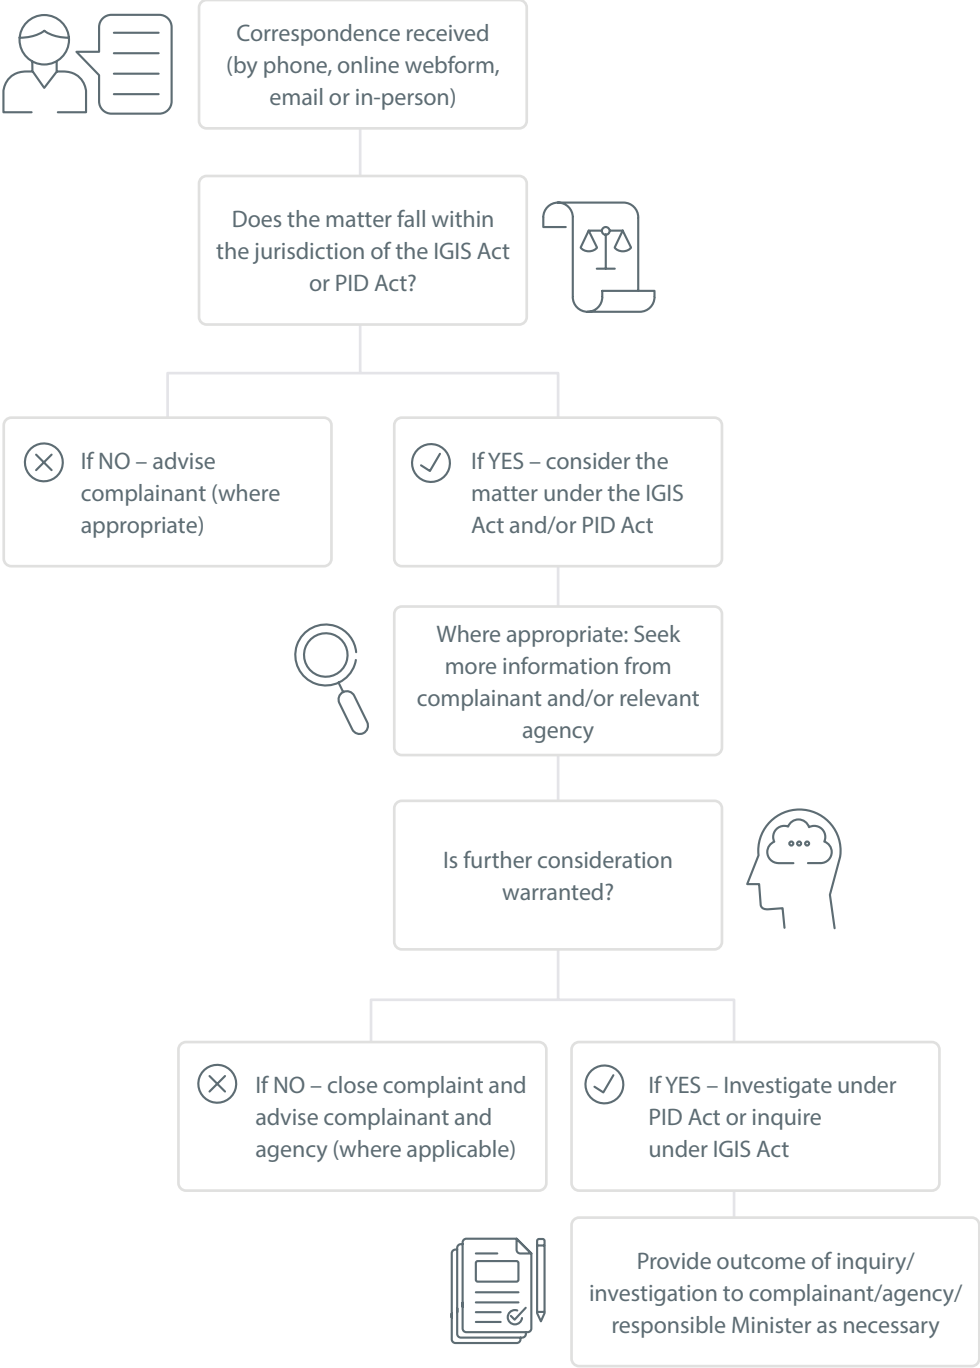 Correspondence received
(by phone, online webform,
email or in-person)
Does the matter fall within
the jurisdiction of the IGIS Act
or PID Act?
If NO – advise
complainant (where
appropriate)
If YES – consider the
matter under the IGIS
Act and/or PID Act
Where appropriate: Seek
more information from
complainant and/or relevant
agency
Is further consideration
warranted?
If NO – close complaint and
advise complainant and
agency (where applicable)
If YES – Investigate under
PID Act or inquire
under IGIS Act
Provide outcome of inquiry/
investigation to complainant/agency/
responsible Minister as necessary